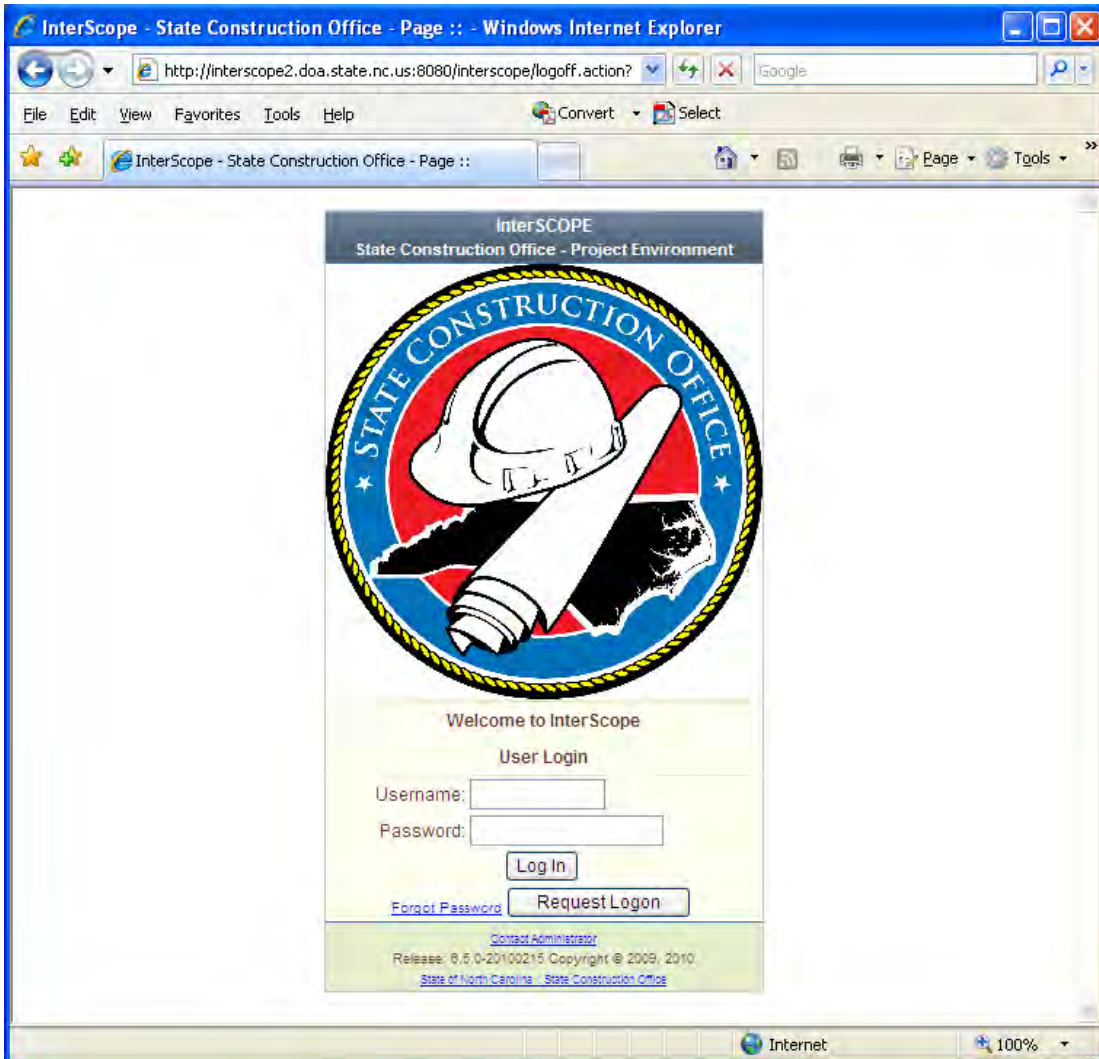 InterScope - State Construction Office - Page :: - Windows Internet Explorer
http://interscope2.doa.state.nc.us:8080/interscope/logoff.action?
Google
File Edit View Favorites Tools Help
Convert Select
InterScope - State Construction Office - Page ::
Page Tools »
InterSCOPE
State Construction Office - Project Environment
STATE CONSTRUCTION OFFICE
Welcome to InterScope
User Login
Username:
Password:
Log In
Forgot Password Request Logon
Contact Administrator
Release: 6.5.0-20100215 Copyright © 2009, 2010
State of North Carolina State Construction Office
Internet 100%